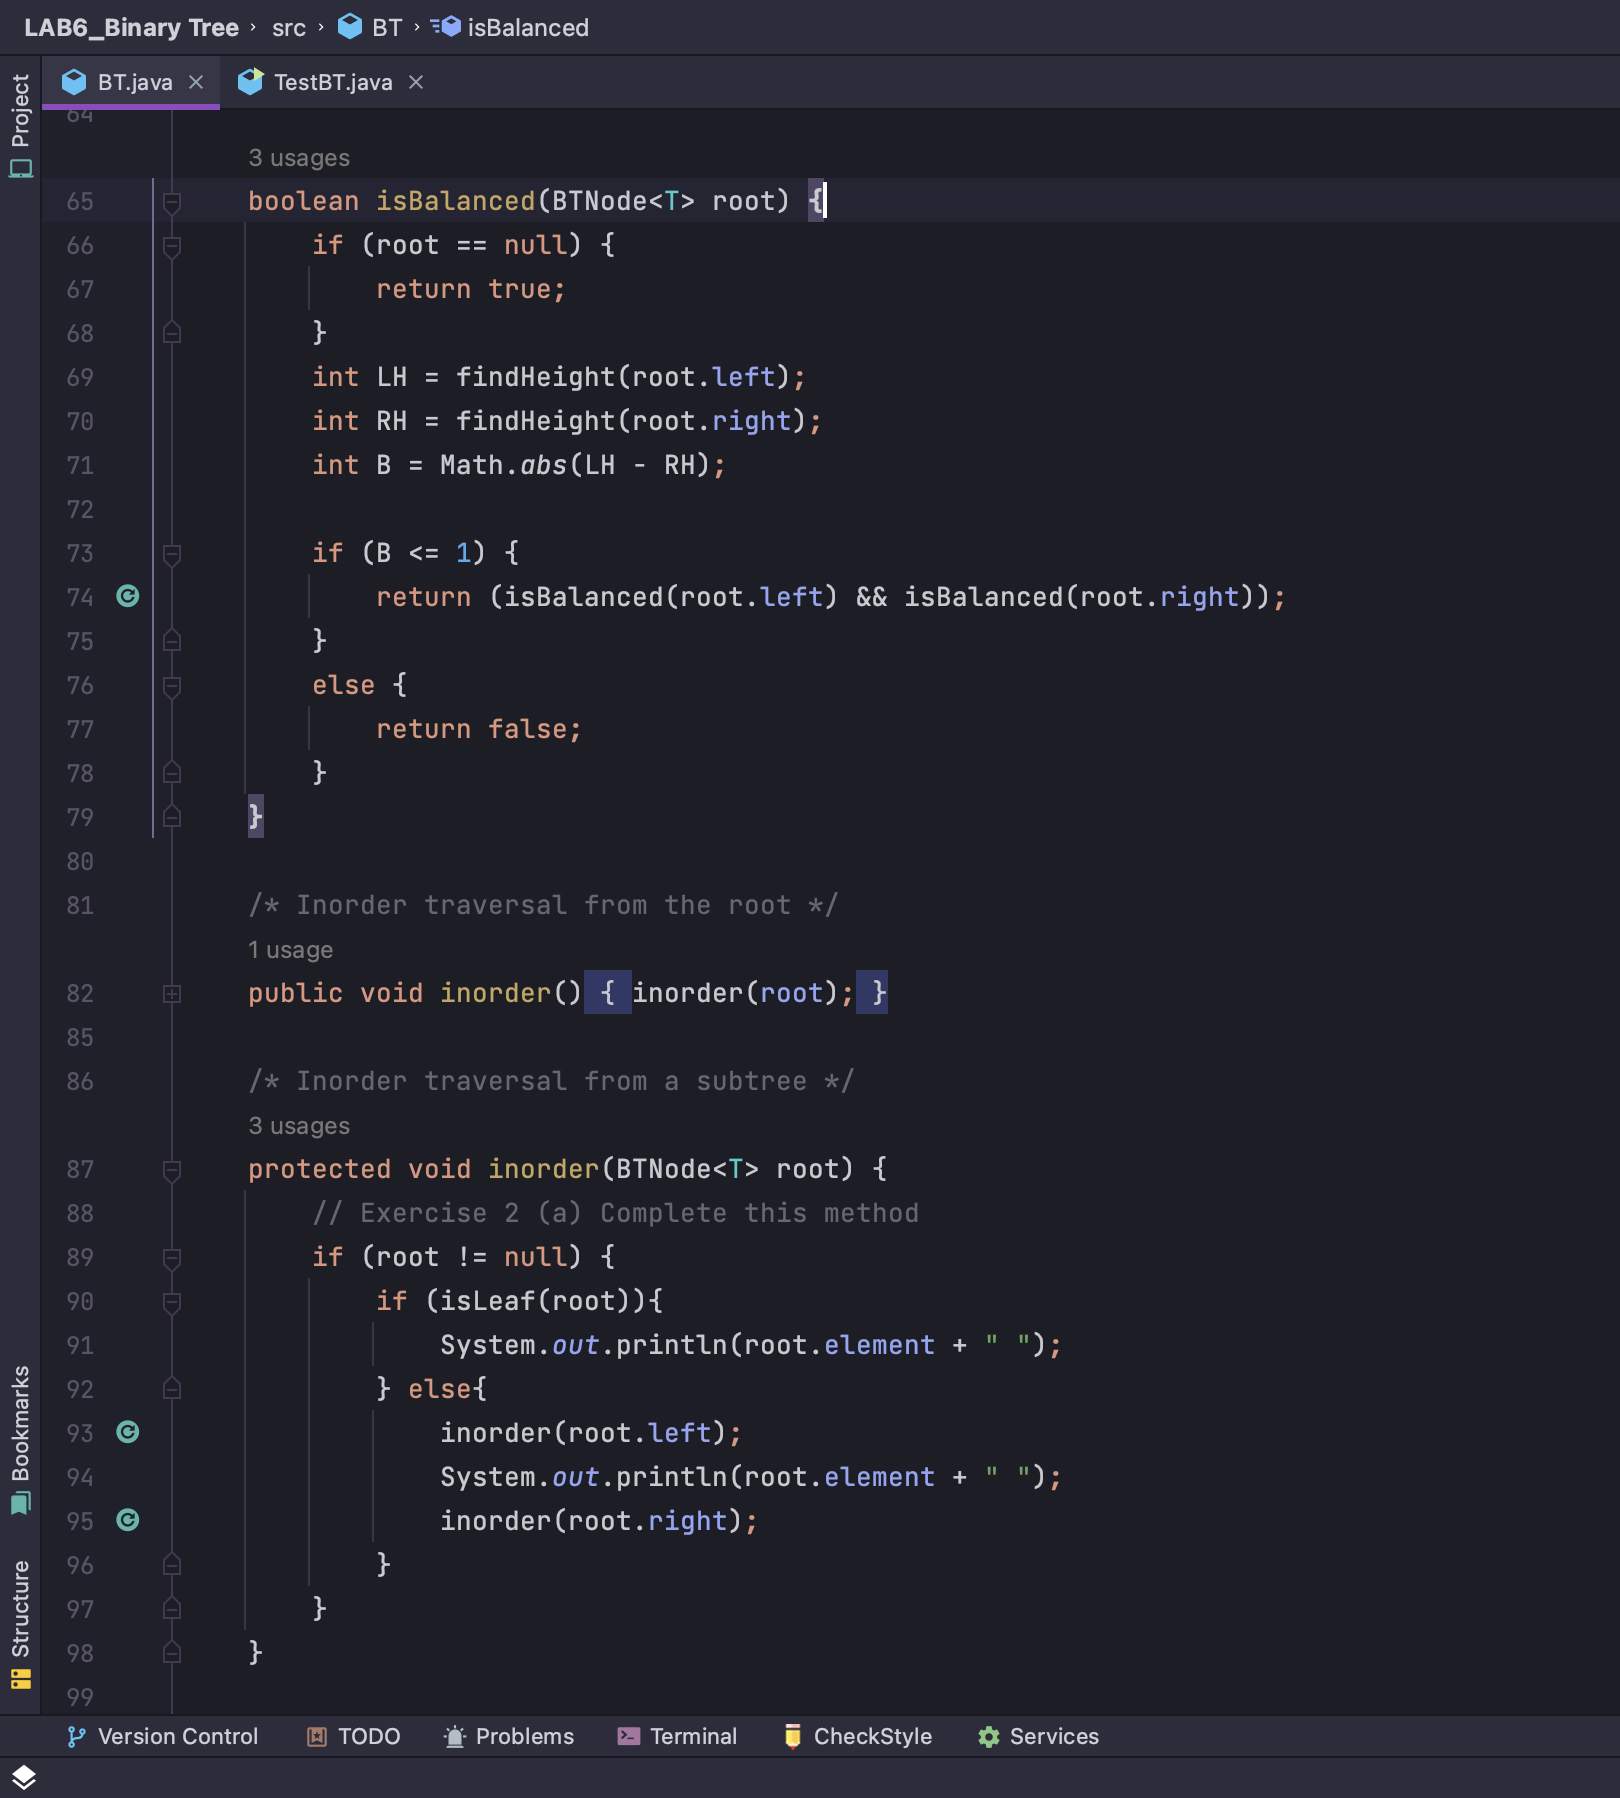 LAB6_Binary Tree › src › BT › isBalanced
Project
BT.java × TestBT.java ×
64
3 usages
65 boolean isBalanced(BTNode<T> root) {
66 if (root == null) {
67 return true;
68 }
69 int LH = findHeight(root.left);
70 int RH = findHeight(root.right);
71 int B = Math.abs(LH - RH);
72
73 if (B <= 1) {
74 return (isBalanced(root.left) && isBalanced(root.right));
75 }
76 else {
77 return false;
78 }
79 }
80
81 /* Inorder traversal from the root */
1 usage
82 public void inorder() { inorder(root); }
85
86 /* Inorder traversal from a subtree */
3 usages
87 protected void inorder(BTNode<T> root) {
88 // Exercise 2 (a) Complete this method
89 if (root != null) {
90 if (isLeaf(root)){
91 System.out.println(root.element + " ");
92 } else{
93 inorder(root.left);
94 System.out.println(root.element + " ");
95 inorder(root.right);
96 }
97 }
98 }
99
Bookmarks
Structure
Version Control TODO Problems Terminal CheckStyle Services